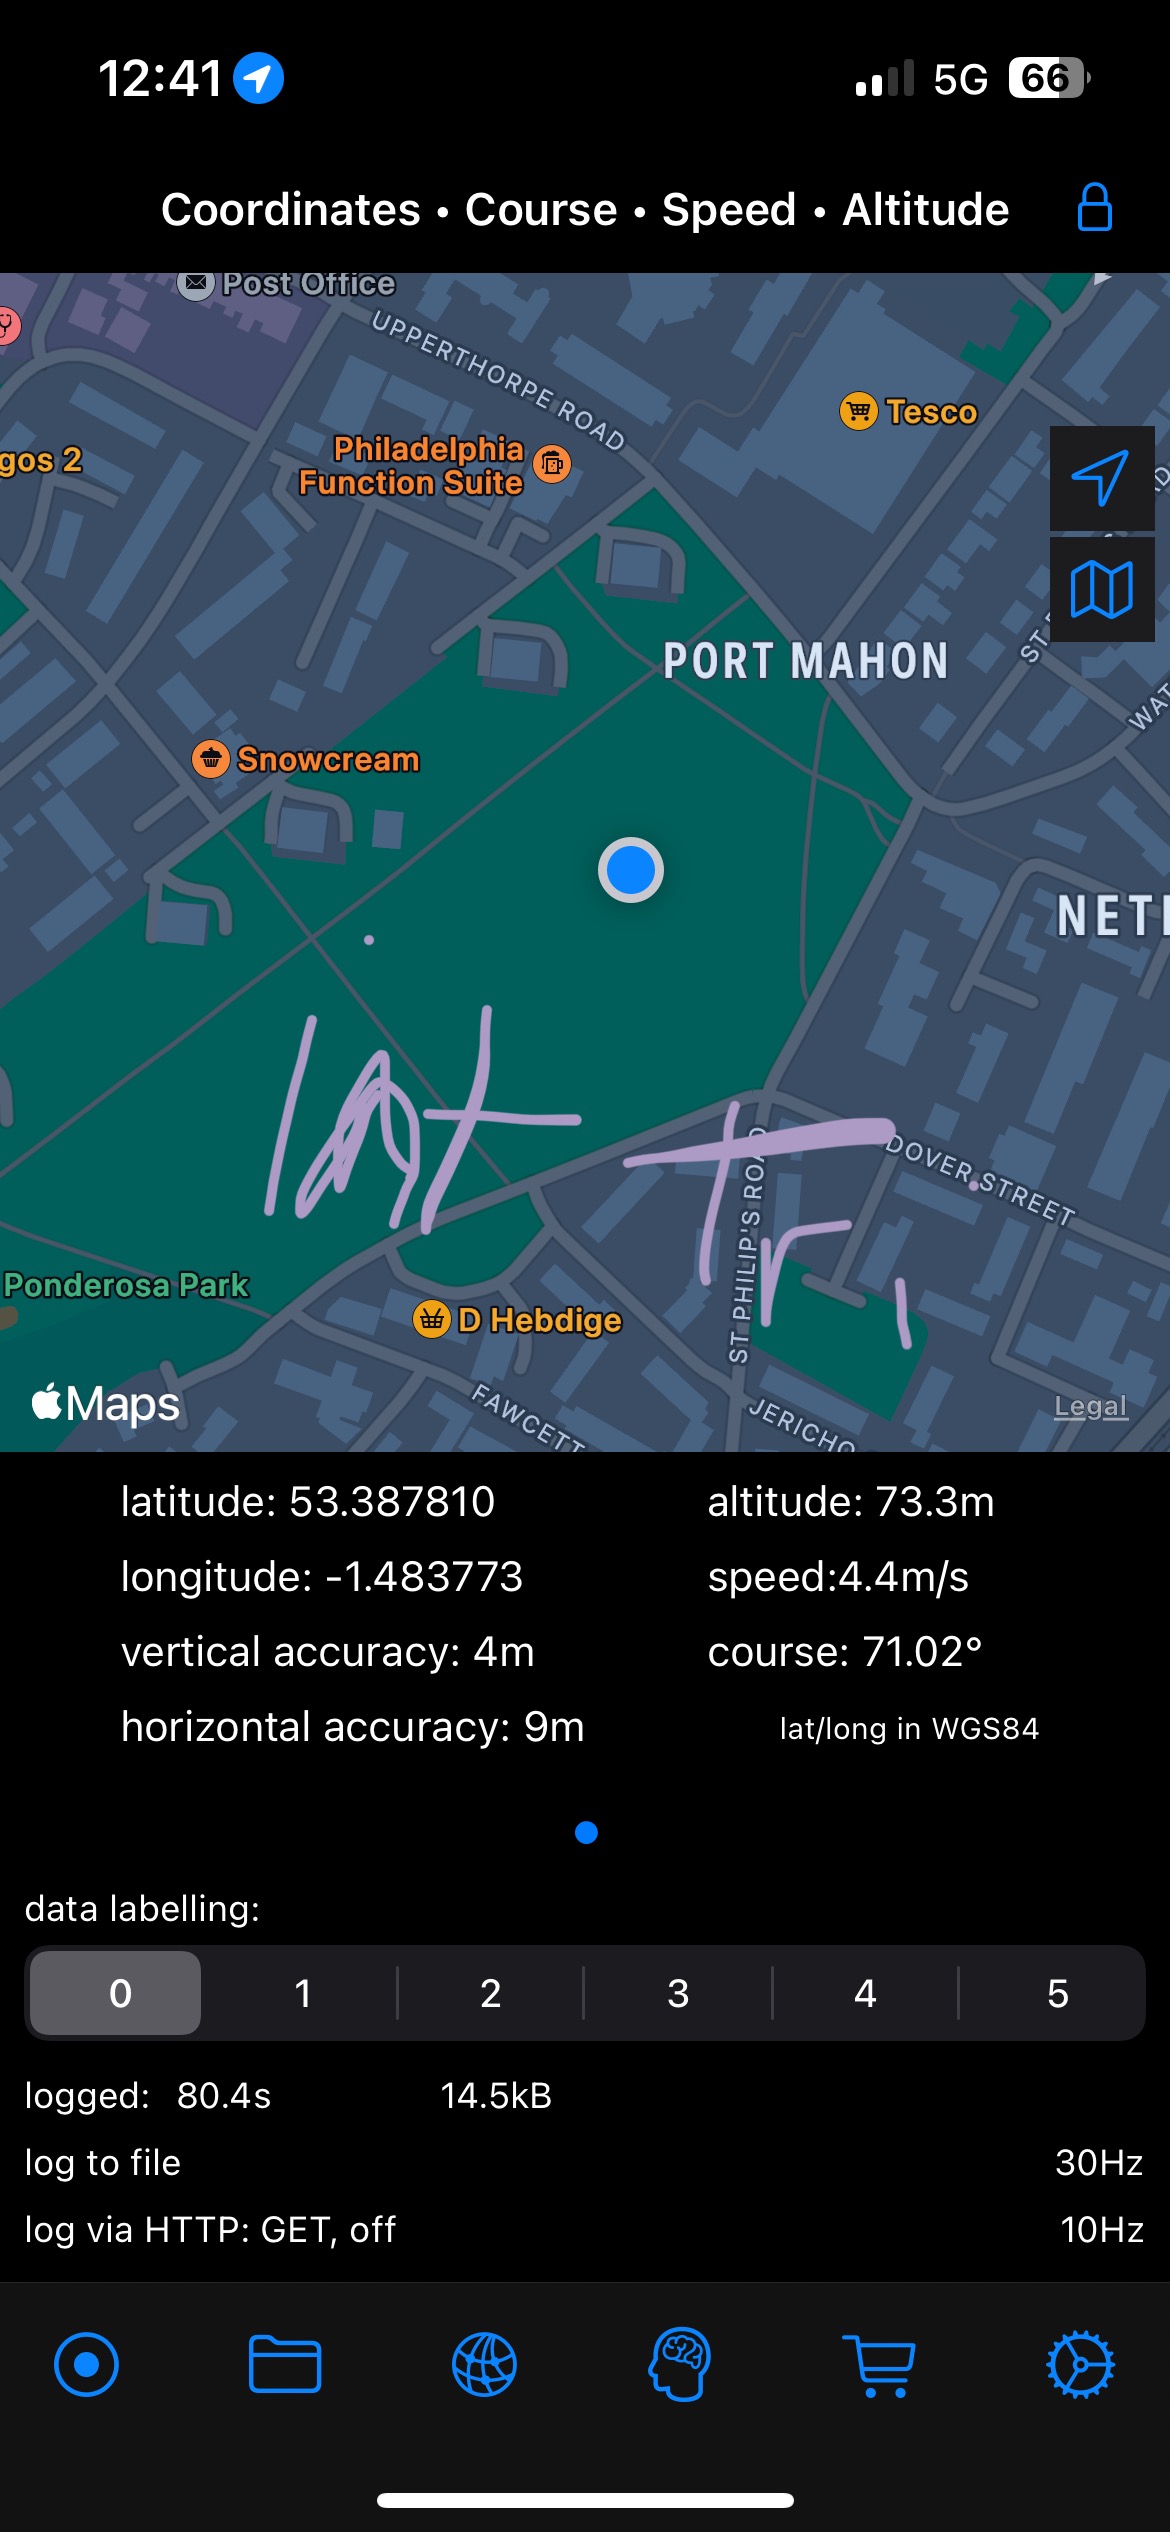 12:41 5G 66
Coordinates • Course • Speed • Altitude
Post Office
UPPERTHORPE ROAD
Tesco
gos 2
Philadelphia
Function Suite
PORT MAHON
ST
WAT
Snowcream
NETH
DOVER STREET
ST PHILIP'S ROAD
Ponderosa Park
D Hebdige
Maps
FAWCETT
JERICHO
Legal
latitude: 53.387810
altitude: 73.3m
longitude: -1.483773
speed:4.4m/s
vertical accuracy: 4m
course: 71.02°
horizontal accuracy: 9m
lat/long in WGS84
data labelling:
0 1 2 3 4 5
logged: 80.4s 14.5kB
log to file 30Hz
log via HTTP: GET, off 10Hz